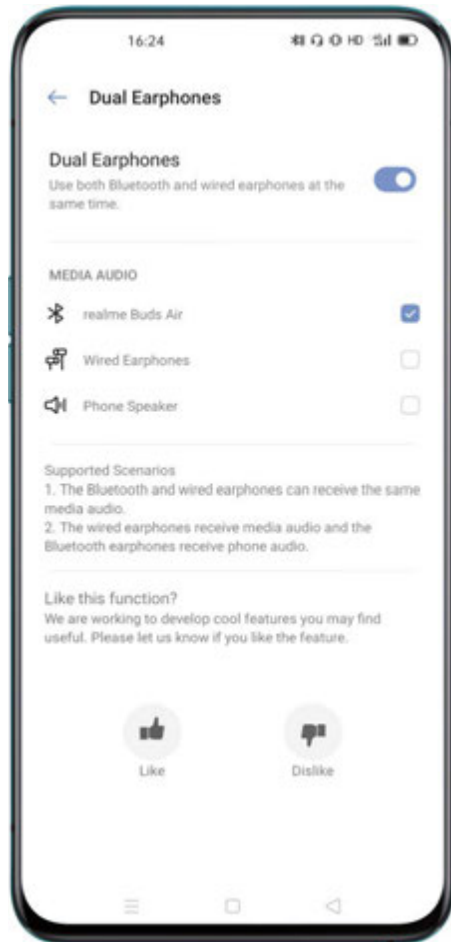 16:24
HD
Dual Earphones
Dual Earphones
Use both Bluetooth and wired earphones at the
same time.
MEDIA AUDIO
realme Buds Air
Wired Earphones
Phone Speaker
Supported Scenarios
1. The Bluetooth and wired earphones can receive the same
media audio.
2. The wired earphones receive media audio and the
Bluetooth earphones receive phone audio.
Like this function?
We are working to develop cool features you may find
useful. Please let us know if you like the feature.
Like
Dislike